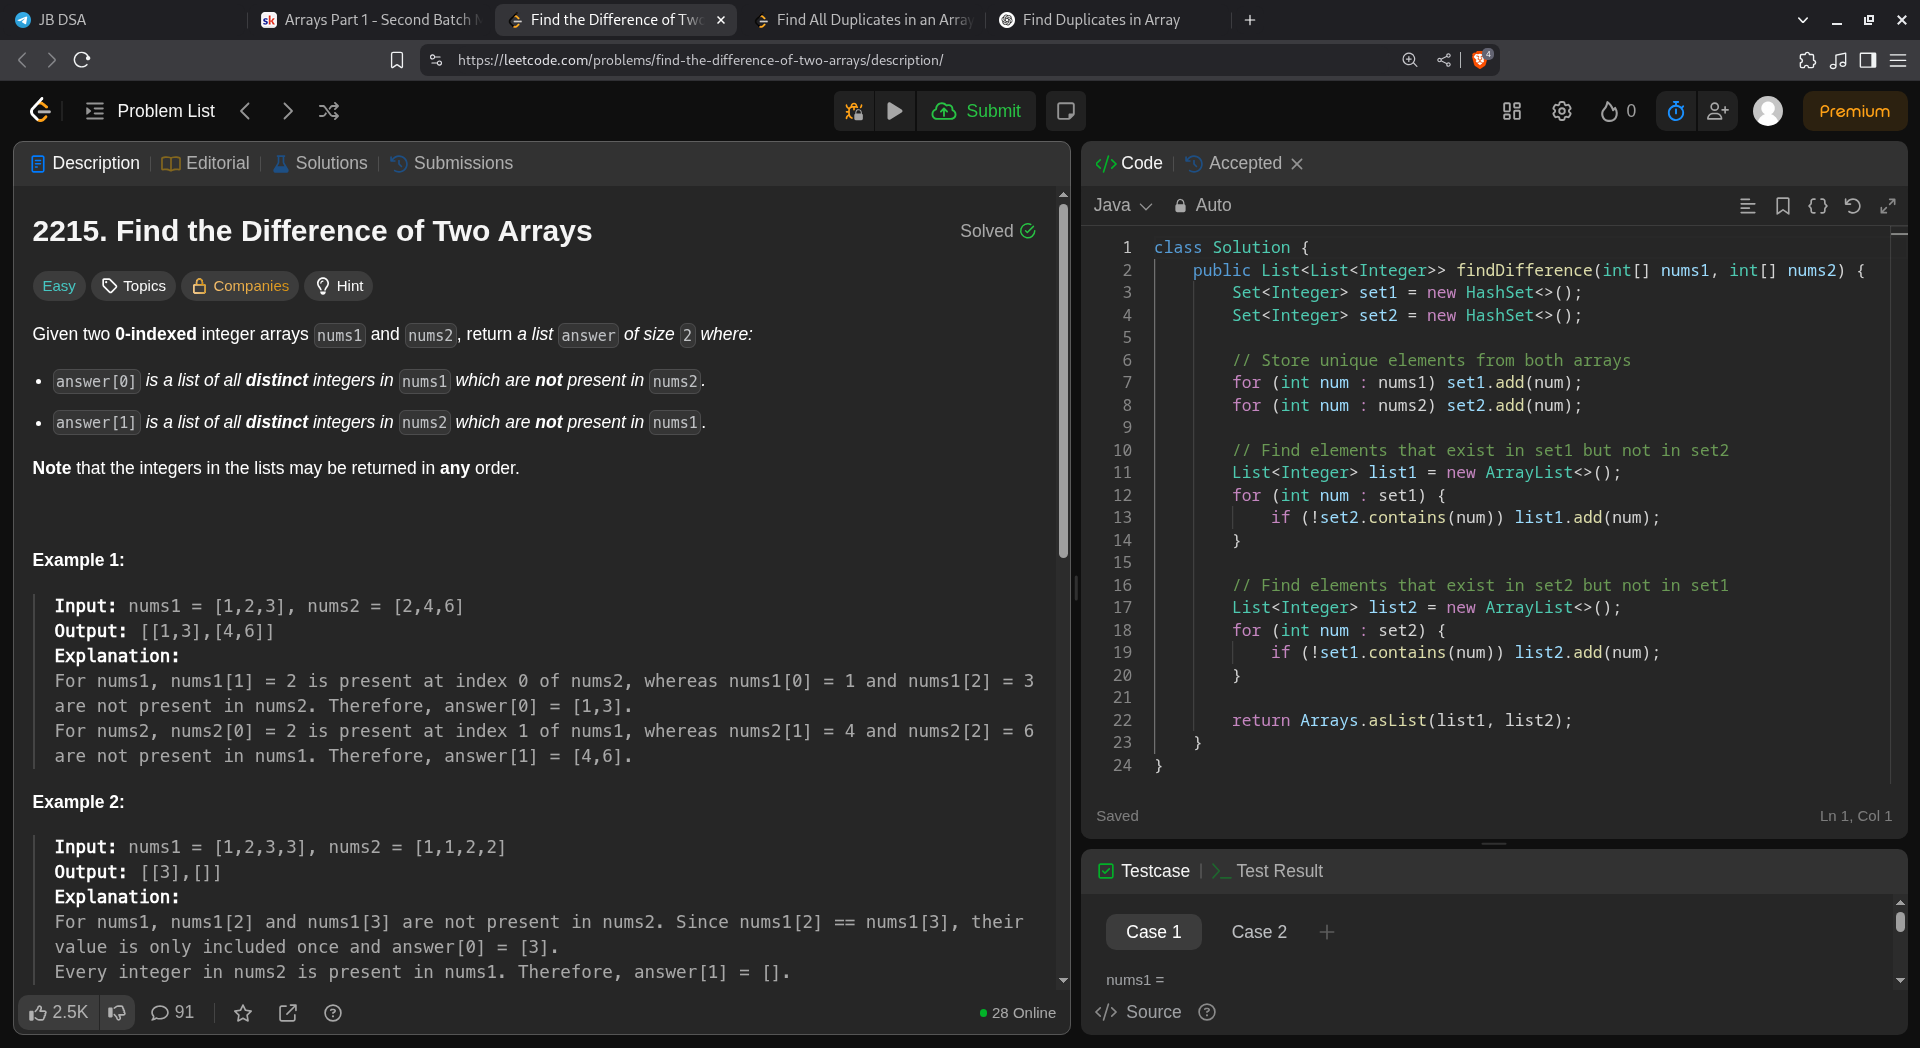 JB DSA
Arrays Part 1 - Second Batch
Find the Difference of Two
Find All Duplicates in an Array
Find Duplicates in Array
https://leetcode.com/problems/find-the-difference-of-two-arrays/description/
4
Problem List
Submit
0
Premium
Description
Editorial
Solutions
Submissions
2215. Find the Difference of Two Arrays
Solved
Easy
Topics
Companies
Hint
Given two 0-indexed integer arrays nums1 and nums2, return a list answer of size 2 where:
• answer[0] is a list of all distinct integers in nums1 which are not present in nums2.
• answer[1] is a list of all distinct integers in nums2 which are not present in nums1.
Note that the integers in the lists may be returned in any order.
Example 1:
Input: nums1 = [1,2,3], nums2 = [2,4,6]
Output: [[1,3],[4,6]]
Explanation:
For nums1, nums1[1] = 2 is present at index 0 of nums2, whereas nums1[0] = 1 and nums1[2] = 3
are not present in nums2. Therefore, answer[0] = [1,3].
For nums2, nums2[0] = 2 is present at index 1 of nums1, whereas nums2[1] = 4 and nums2[2] = 6
are not present in nums1. Therefore, answer[1] = [4,6].
Example 2:
Input: nums1 = [1,2,3,3], nums2 = [1,1,2,2]
Output: [[3],[]]
Explanation:
For nums1, nums1[2] and nums1[3] are not present in nums2. Since nums1[2] == nums1[3], their
value is only included once and answer[0] = [3].
Every integer in nums2 is present in nums1. Therefore, answer[1] = [].
2.5K
91
28 Online
Code
Accepted
Java
Auto
1 class Solution {
2 public List<List<Integer>> findDifference(int[] nums1, int[] nums2) {
3 Set<Integer> set1 = new HashSet<>();
4 Set<Integer> set2 = new HashSet<>();
5
6 // Store unique elements from both arrays
7 for (int num : nums1) set1.add(num);
8 for (int num : nums2) set2.add(num);
9
10 // Find elements that exist in set1 but not in set2
11 List<Integer> list1 = new ArrayList<>();
12 for (int num : set1) {
13 if (!set2.contains(num)) list1.add(num);
14 }
15
16 // Find elements that exist in set2 but not in set1
17 List<Integer> list2 = new ArrayList<>();
18 for (int num : set2) {
19 if (!set1.contains(num)) list2.add(num);
20 }
21
22 return Arrays.asList(list1, list2);
23 }
24 }
Saved
Ln 1, Col 1
Testcase
Test Result
Case 1
Case 2
nums1 =
Source